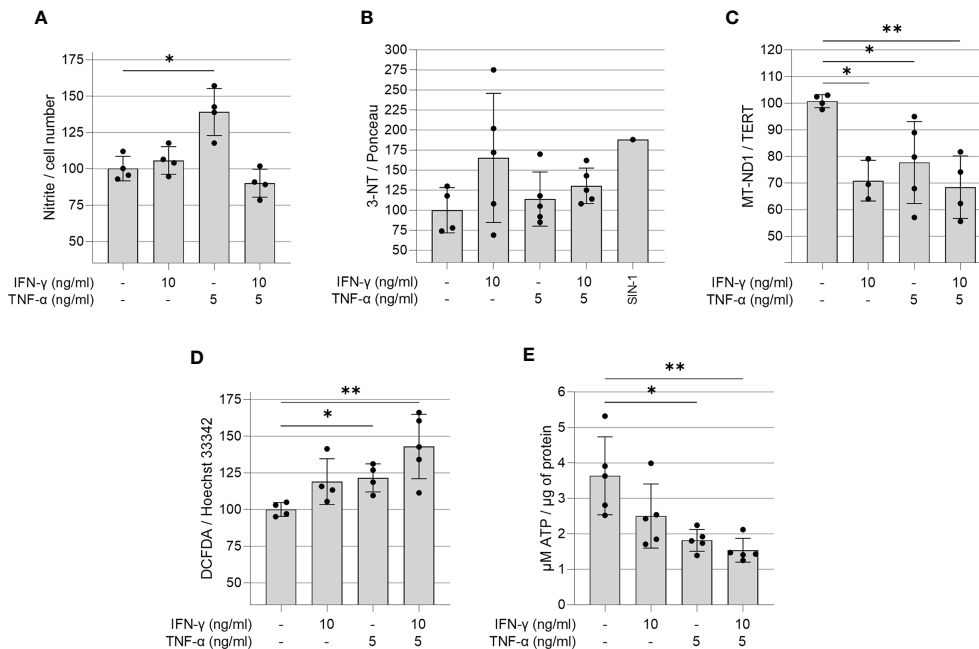 A
Nitrite / cell number
175
150
125
100
75
50
*
IFN-γ (ng/ml) - 10 - 10
TNF-α (ng/ml) - - 5 5
B
3-NT / Ponceau
300
275
250
225
200
175
150
125
100
75
50
IFN-γ (ng/ml) - 10 - 10
TNF-α (ng/ml) - - 5 5
SIN-1
C
MT-ND1 / TERT
120
110
100
90
80
70
60
50
**
*
*
IFN-γ (ng/ml) - 10 - 10
TNF-α (ng/ml) - - 5 5
D
DCFDA / Hoechst 33342
175
150
125
100
75
50
**
*
IFN-γ (ng/ml) - 10 - 10
TNF-α (ng/ml) - - 5 5
E
μM ATP / μg of protein
6
5
4
3
2
1
0
**
*
IFN-γ (ng/ml) - 10 - 10
TNF-α (ng/ml) - - 5 5